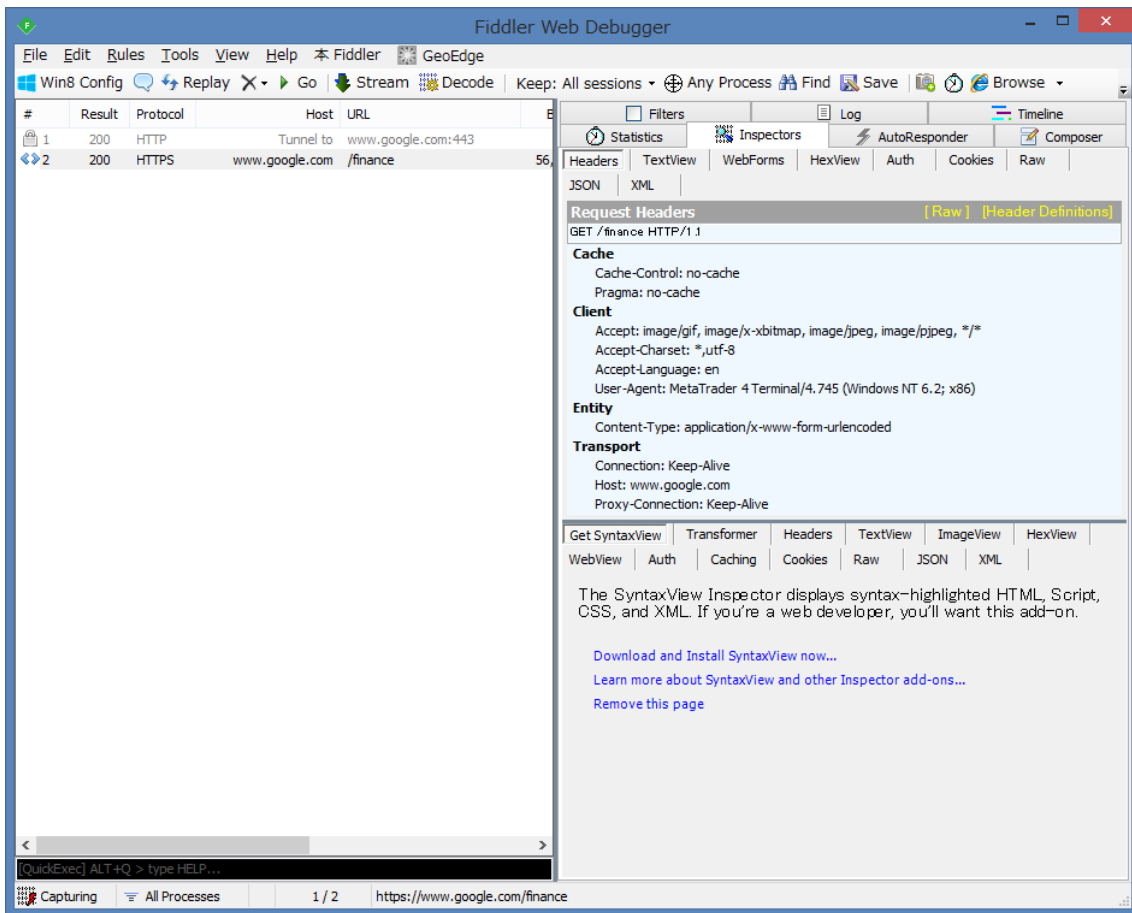 Fiddler Web Debugger
File Edit Rules Tools View Help 本 Fiddler GeoEdge
Win8 Config Replay Go Stream Decode Keep: All sessions Any Process Find Save Browse
# Result Protocol Host URL B
1 200 HTTP Tunnel to www.google.com:443
2 200 HTTPS www.google.com /finance 56,
Filters Log Timeline
Statistics Inspectors AutoResponder Composer
Headers TextView WebForms HexView Auth Cookies Raw
JSON XML
Request Headers [ Raw ] [Header Definitions]
GET /finance HTTP/1.1
Cache
Cache-Control: no-cache
Pragma: no-cache
Client
Accept: image/gif, image/x-xbitmap, image/jpeg, image/pjpeg, */*
Accept-Charset: *,utf-8
Accept-Language: en
User-Agent: MetaTrader 4 Terminal/4.745 (Windows NT 6.2; x86)
Entity
Content-Type: application/x-www-form-urlencoded
Transport
Connection: Keep-Alive
Host: www.google.com
Proxy-Connection: Keep-Alive
Get SyntaxView Transformer Headers TextView ImageView HexView
WebView Auth Caching Cookies Raw JSON XML
The SyntaxView Inspector displays syntax-highlighted HTML, Script,
CSS, and XML. If you're a web developer, you'll want this add-on.
Download and Install SyntaxView now...
Learn more about SyntaxView and other Inspector add-ons...
Remove this page
[QuickExec] ALT+Q > type HELP...
Capturing All Processes 1 / 2 https://www.google.com/finance